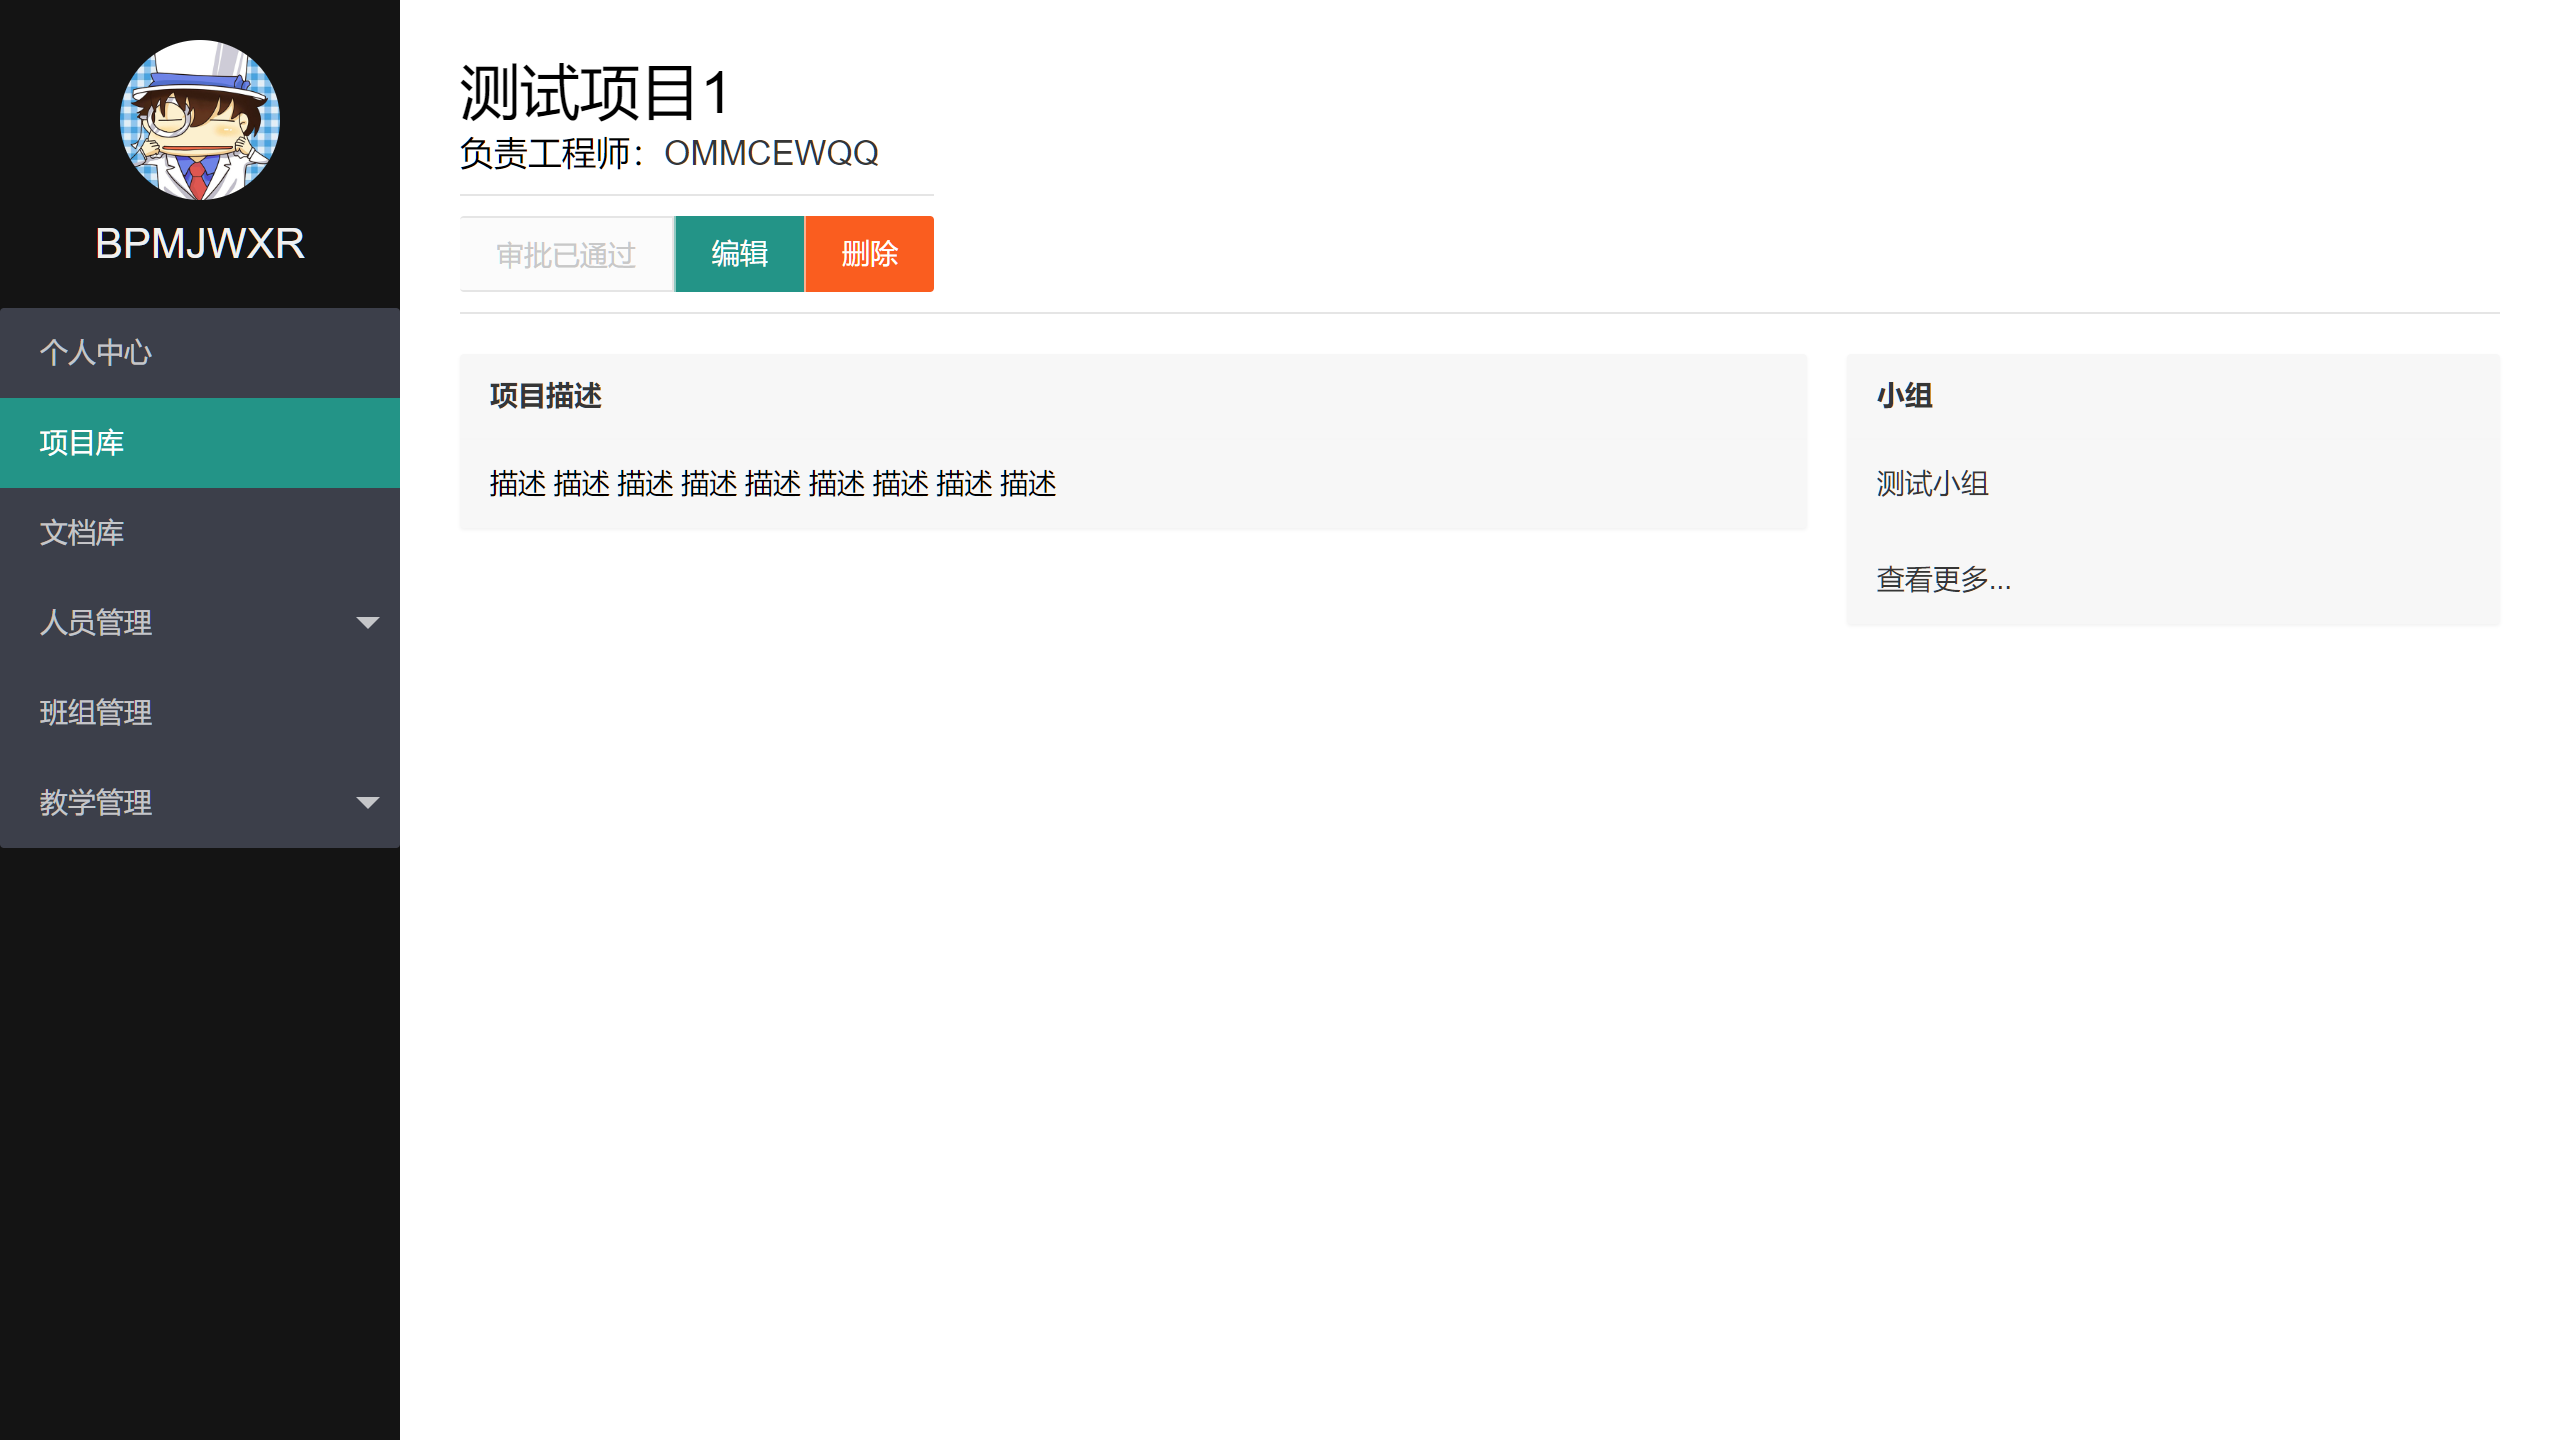 BPMJWXR
个人中心
项目库
文档库
人员管理
班组管理
教学管理
测试项目1
负责工程师：OMMCEWQQ
审批已通过 编辑 删除
项目描述
描述 描述 描述 描述 描述 描述 描述 描述 描述
小组
测试小组
查看更多...